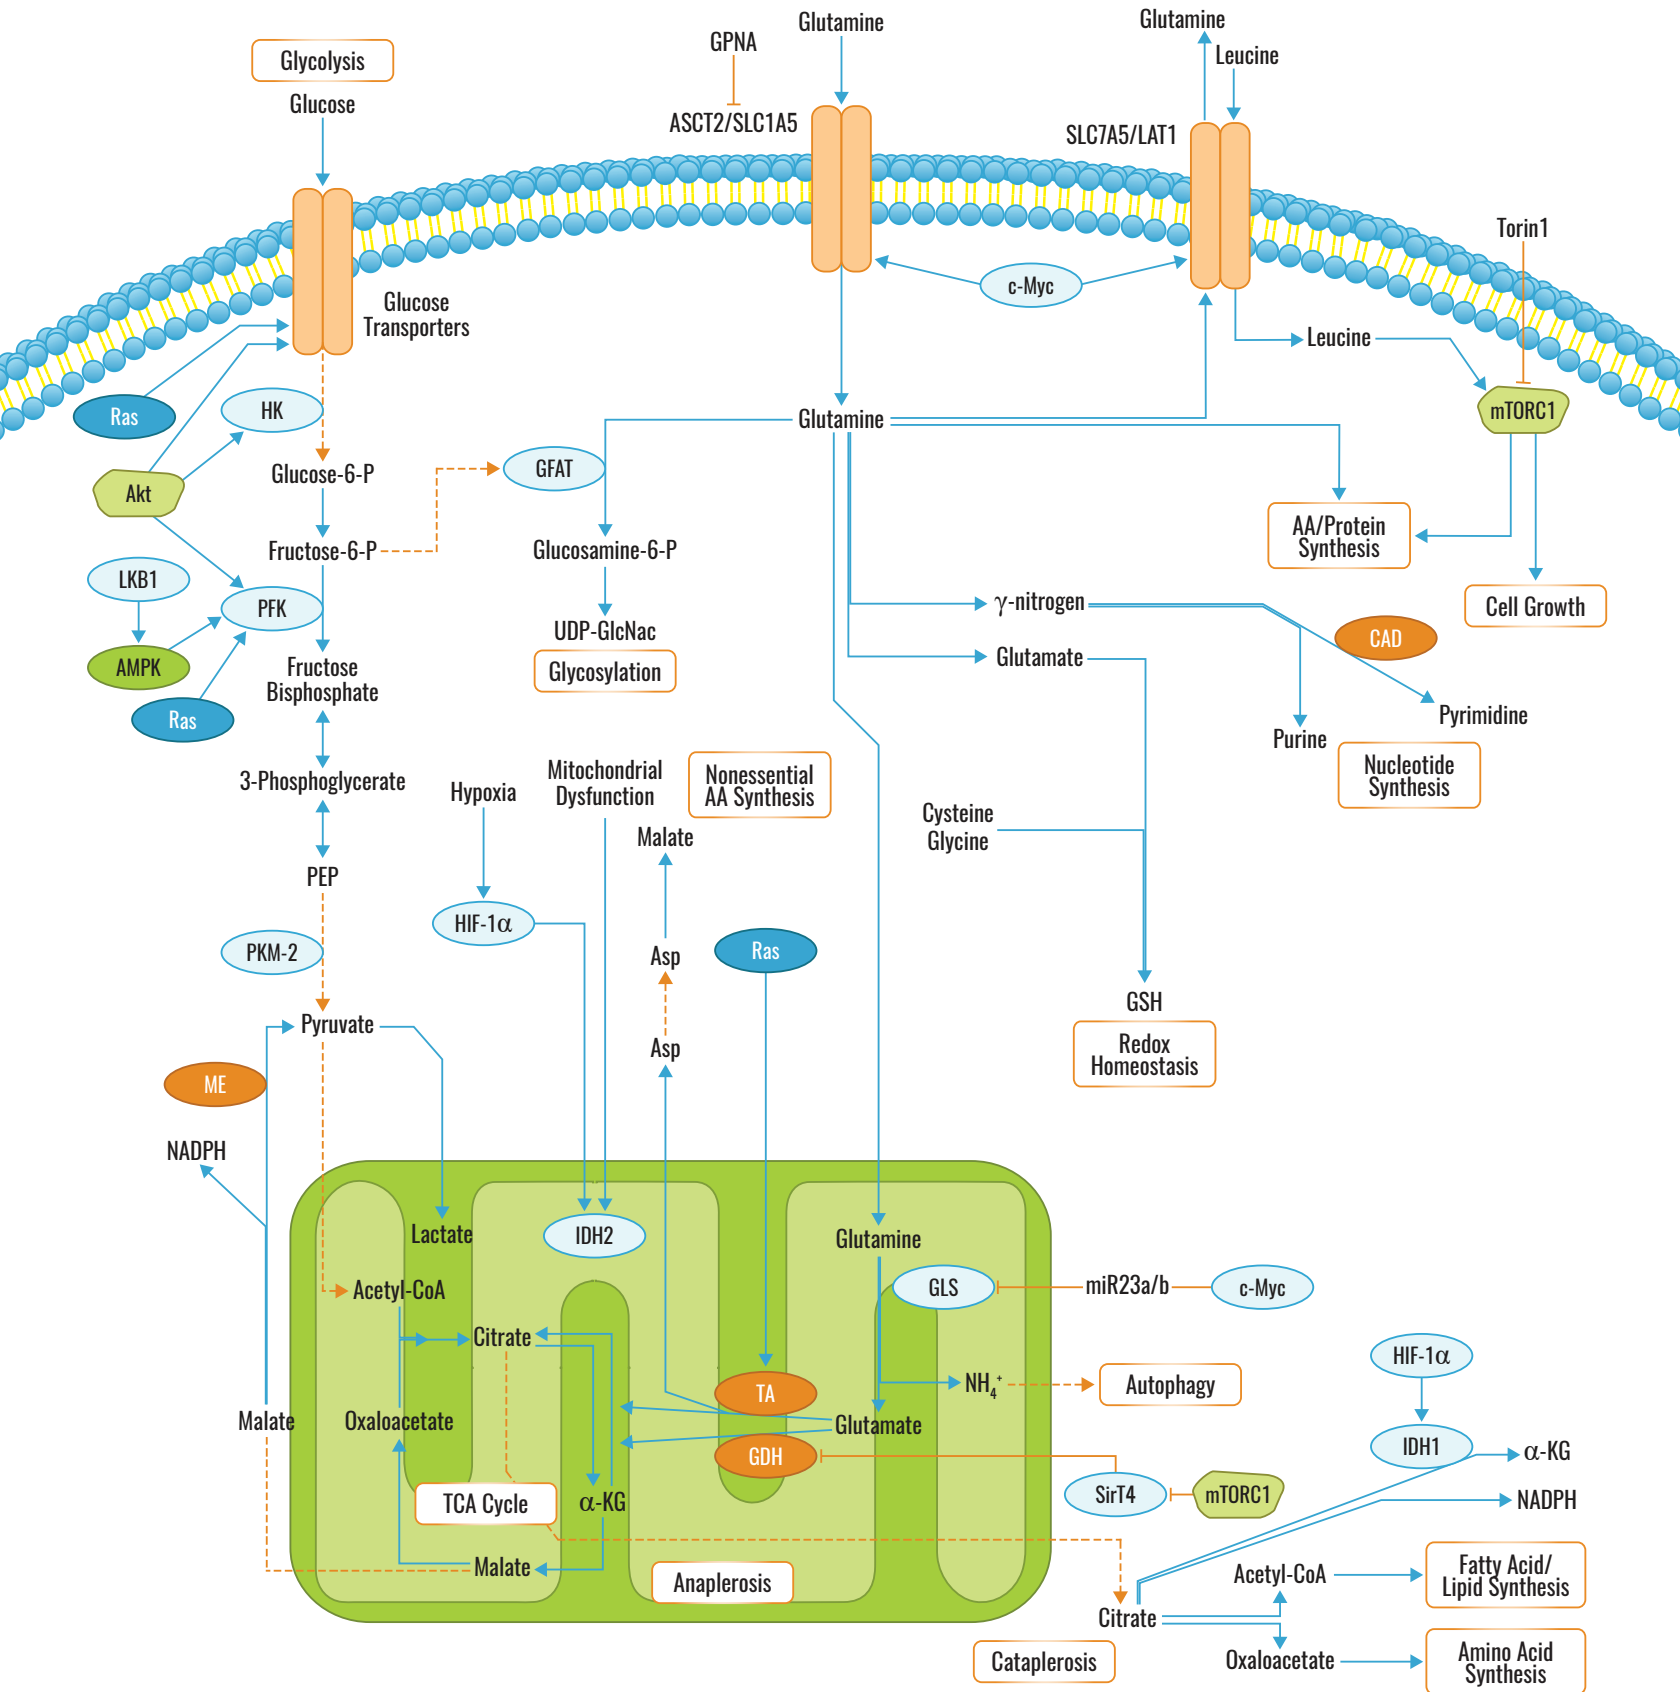 Glutamine
Glutamine
GPNA
Leucine
Glycolysis
Glucose
ASCT2/SLC1A5
SLC7A5/LAT1
Torin1
c-Myc
Glucose
Transporters
Leucine
Ras
HK
Glutamine
mTORC1
Glucose-6-P
GFAT
Akt
AA/Protein
Synthesis
Fructose-6-P
Glucosamine-6-P
LKB1
PFK
γ-nitrogen
Cell Growth
UDP-GlcNac
CAD
AMPK
Fructose
Bisphosphate
Glycosylation
Glutamate
Ras
Pyrimidine
Purine
Nucleotide
Synthesis
3-Phosphoglycerate
Hypoxia
Mitochondrial
Dysfunction
Nonessential
AA Synthesis
Malate
Cysteine
Glycine
PEP
HIF-1α
PKM-2
Asp
Ras
GSH
Pyruvate
Asp
Redox
Homeostasis
ME
NADPH
Lactate
IDH2
Glutamine
Acetyl-CoA
GLS
miR23a/b
c-Myc
Citrate
HIF-1α
TA
NH4+
Autophagy
Malate
Oxaloacetate
Glutamate
GDH
IDH1
α-KG
TCA Cycle
α-KG
SirT4
mTORC1
NADPH
Malate
Anaplerosis
Acetyl-CoA
Fatty Acid/
Lipid Synthesis
Citrate
Cataplerosis
Oxaloacetate
Amino Acid
Synthesis